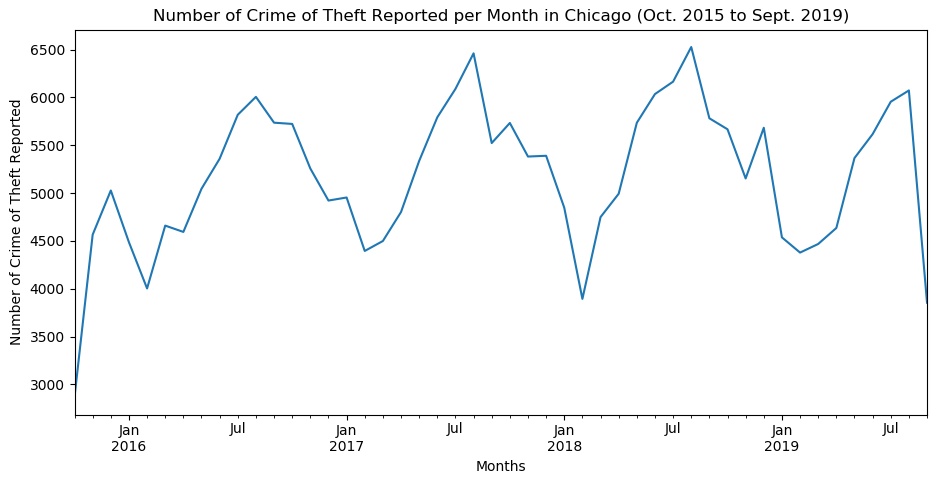 Number of Crime of Theft Reported per Month in Chicago (Oct. 2015 to Sept. 2019)
Number of Crime of Theft Reported
6500
6000
5500
5000
4500
4000
3500
3000
Jan Jul Jan Jul Jan Jul Jan Jul
2016 2017 2018 2019
Months